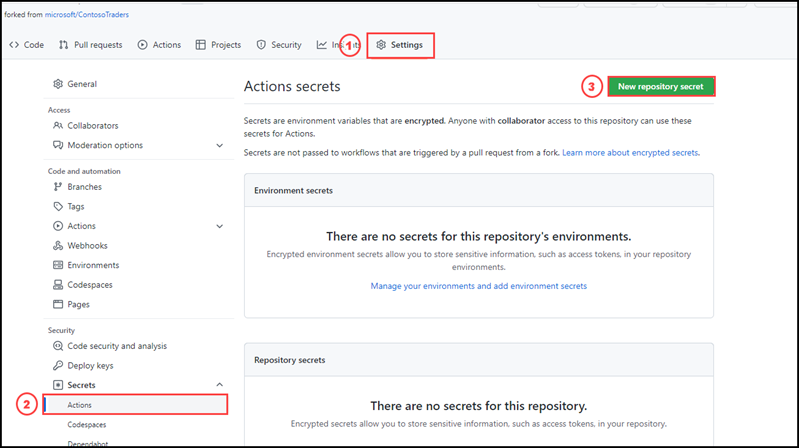 forked from microsoft/ContosoTraders
Code Pull requests Actions Projects Security 1 Settings
General
Access
Collaborators
Moderation options
Code and automation
Branches
Tags
Actions
Webhooks
Environments
Codespaces
Pages
Security
Code security and analysis
Deploy keys
Secrets
2 Actions
Codespaces
Dependabot
Actions secrets
3 New repository secret
Secrets are environment variables that are encrypted. Anyone with collaborator access to this repository can use these
secrets for Actions.
Secrets are not passed to workflows that are triggered by a pull request from a fork. Learn more about encrypted secrets.
Environment secrets
There are no secrets for this repository's environments.
Encrypted environment secrets allow you to store sensitive information, such as access tokens, in your repository
environments.
Manage your environments and add environment secrets
Repository secrets
There are no secrets for this repository.
Encrypted secrets allow you to store sensitive information, such as access tokens, in your repository.